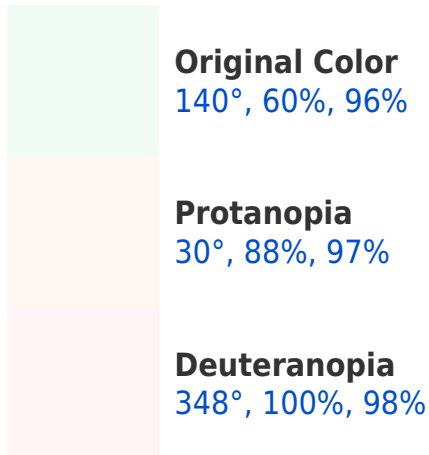 Original Color
140°, 60%, 96%
Protanopia
30°, 88%, 97%
Deuteranopia
348°, 100%, 98%